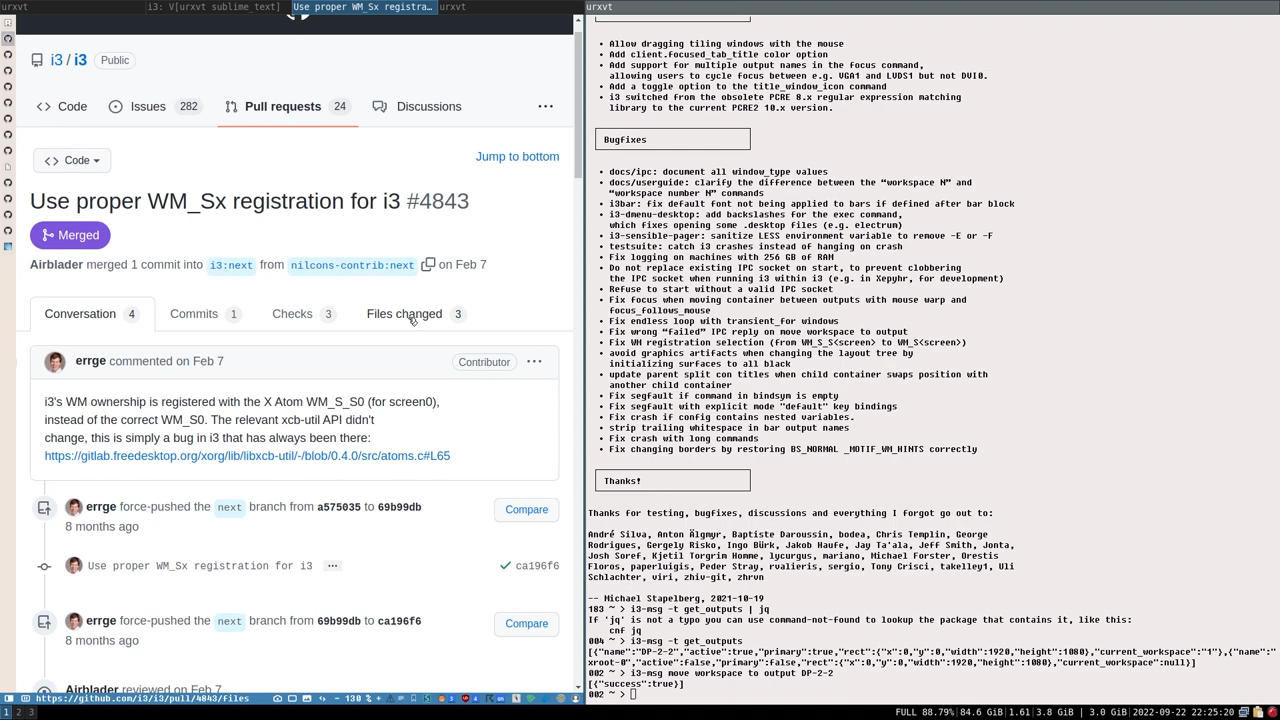 urxvt
i3: V[urxvt sublime_text]
Use proper WM_Sx registra...
urxvt
urxvt
i3 / i3
Public
Code
Issues 282
Pull requests 24
Discussions
Code
Jump to bottom
Use proper WM_Sx registration for i3 #4843
Merged
Airblader merged 1 commit into i3:next from nilcons-contrib:next on Feb 7
Conversation 4
Commits 1
Checks 3
Files changed 3
errge commented on Feb 7
Contributor
i3's WM ownership is registered with the X Atom WM_S_S0 (for screen0),
instead of the correct WM_S0. The relevant xcb-util API didn't
change, this is simply a bug in i3 that has always been there:
https://gitlab.freedesktop.org/xorg/lib/libxcb-util/-/blob/0.4.0/src/atoms.c#L65
errge force-pushed the next branch from a575035 to 69b99db
8 months ago
Compare
Use proper WM_Sx registration for i3
ca196f6
errge force-pushed the next branch from 69b99db to ca196f6
8 months ago
Compare
Airblader reviewed on Feb 7
https://github.com/i3/i3/pull/4843/files
- 130 % +
• Allow dragging tiling windows with the mouse
• Add client.focused_tab_title color option
• Add support for multiple output names in the focus command,
allowing users to cycle focus between e.g. VGA1 and LVDS1 but not DVI0.
• Add a toggle option to the title_window_icon command
• i3 switched from the obsolete PCRE 8.x regular expression matching
library to the current PCRE2 10.x version.
Bugfixes
• docs/ipc: document all window_type values
• docs/userguide: clarify the difference between the “workspace N” and
“workspace number N” commands
• i3bar: fix default font not being applied to bars if defined after bar block
• i3-dmenu-desktop: add backslashes for the exec command,
which fixes opening some .desktop files (e.g. electrum)
• i3-sensible-pager: sanitize LESS environment variable to remove -E or -F
• testsuite: catch i3 crashes instead of hanging on crash
• Fix logging on machines with 256 GB of RAM
• Do not replace existing IPC socket on start, to prevent clobbering
the IPC socket when running i3 within i3 (e.g. in Xephyr, for development)
• Refuse to start without a valid IPC socket
• Fix focus when moving container between outputs with mouse warp and
focus_follows_mouse
• Fix endless loop with transient_for windows
• Fix wrong “failed” IPC reply on move workspace to output
• Fix WM registration selection (from WM_S_S<screen> to WM_S<screen>)
• avoid graphics artifacts when changing the layout tree by
initializing surfaces to all black
• update parent split con titles when child container swaps position with
another child container
• Fix segfault if command in bindsym is empty
• Fix segfault with explicit mode "default" key bindings
• Fix crash if config contains nested variables.
• strip trailing whitespace in bar output names
• Fix crash with long commands
• Fix changing borders by restoring BS_NORMAL _MOTIF_WM_HINTS correctly
Thanks!
Thanks for testing, bugfixes, discussions and everything I forgot go out to:
André Silva, Anton Älgmyr, Baptiste Daroussin, bodea, Chris Templin, George
Rodrigues, Gergely Risko, Ingo Bürk, Jakob Haufe, Jay Ta'ala, Jeff Smith, Jonta,
Josh Soref, Kjetil Torgrim Homme, lycurgus, mariano, Michael Forster, Orestis
Floros, paperluigis, Peder Stray, rvalieris, sergio, Tony Crisci, takelley1, Uli
Schlachter, viri, zhiv-git, zhrvn
-- Michael Stapelberg, 2021-10-19
183 ~ > i3-msg -t get_outputs | jq
If 'jq' is not a typo you can use command-not-found to lookup the package that contains it, like this:
cnf jq
004 ~ > i3-msg -t get_outputs
[{"name":"DP-2-2","active":true,"primary":true,"rect":{"x":0,"y":0,"width":1920,"height":1080},"current_workspace":"1"},{"name":"
xroot-0","active":false,"primary":false,"rect":{"x":0,"y":0,"width":1920,"height":1080},"current_workspace":null}]
002 ~ > i3-msg move workspace to output DP-2-2
[{"success":true}]
002 ~ >
1 2 3
FULL 88.79% | 84.6 GiB | 1.61 | 3.8 GiB | 3.0 GiB | 2022-09-22 22:25:20